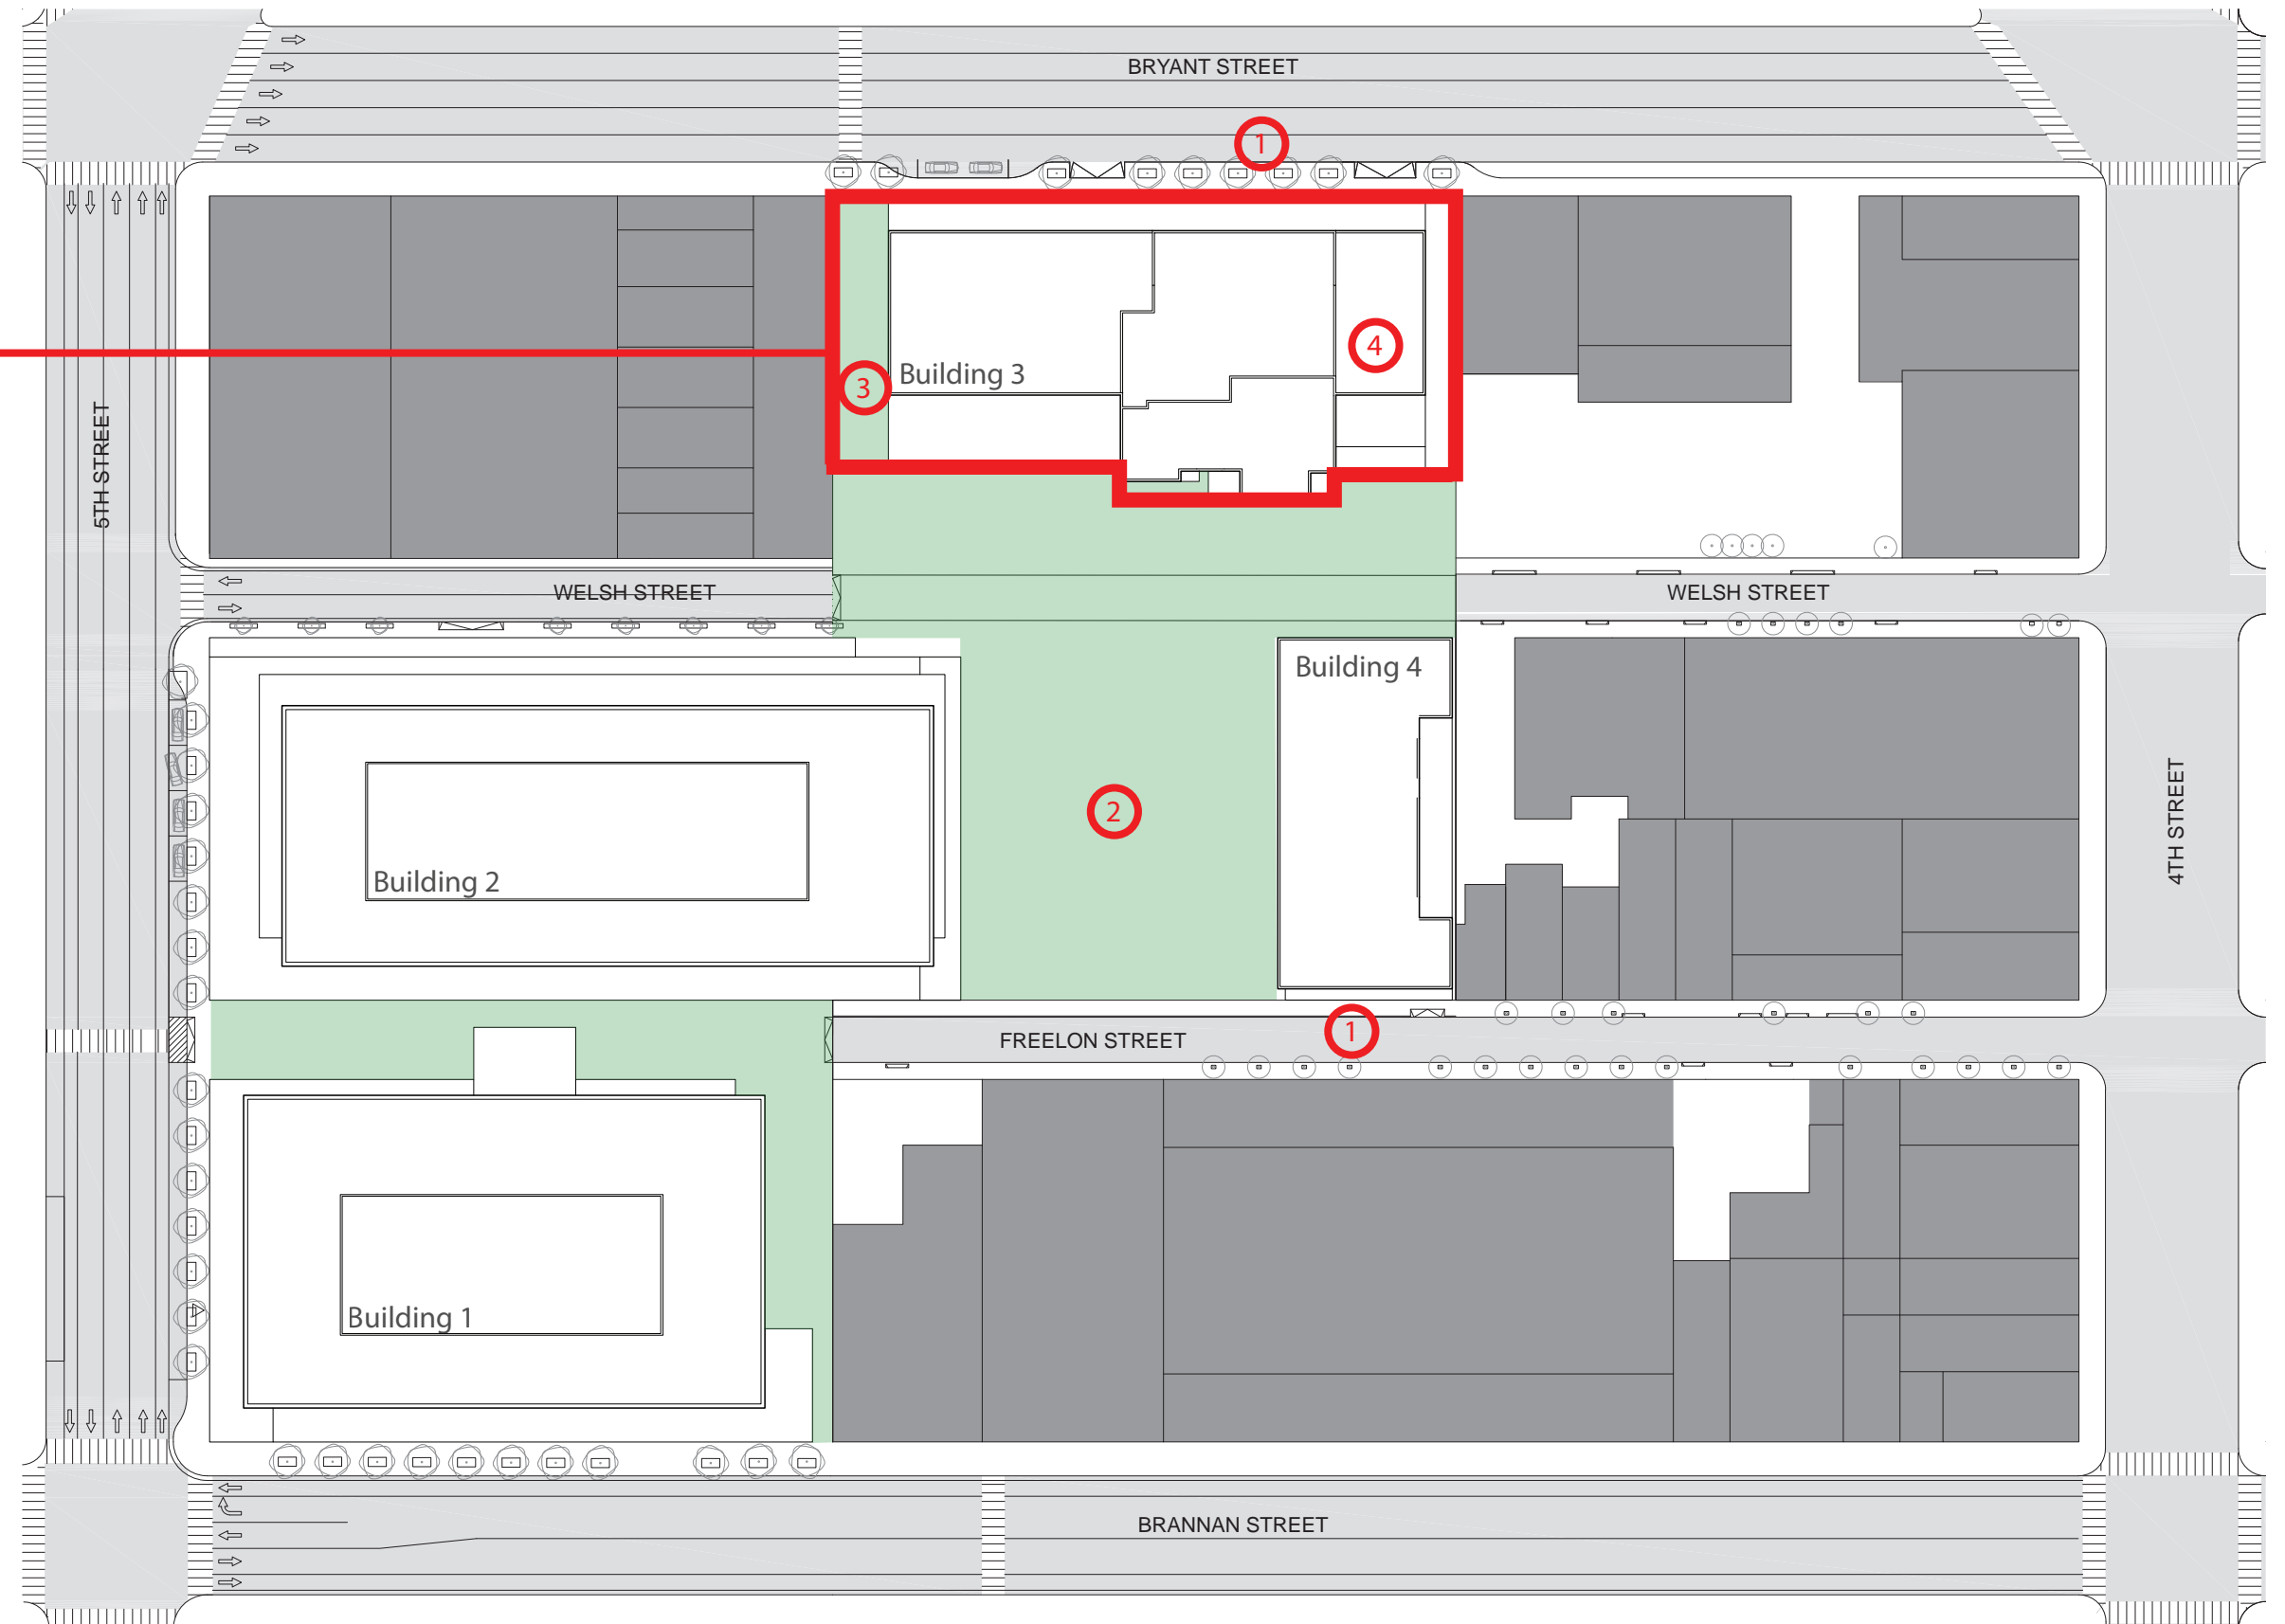 BRYANT STREET
1
4
3
Building 3
5TH STREET
WELSH STREET
WELSH STREET
Building 4
2
4TH STREET
Building 2
1
FREELON STREET
Building 1
BRANNAN STREET